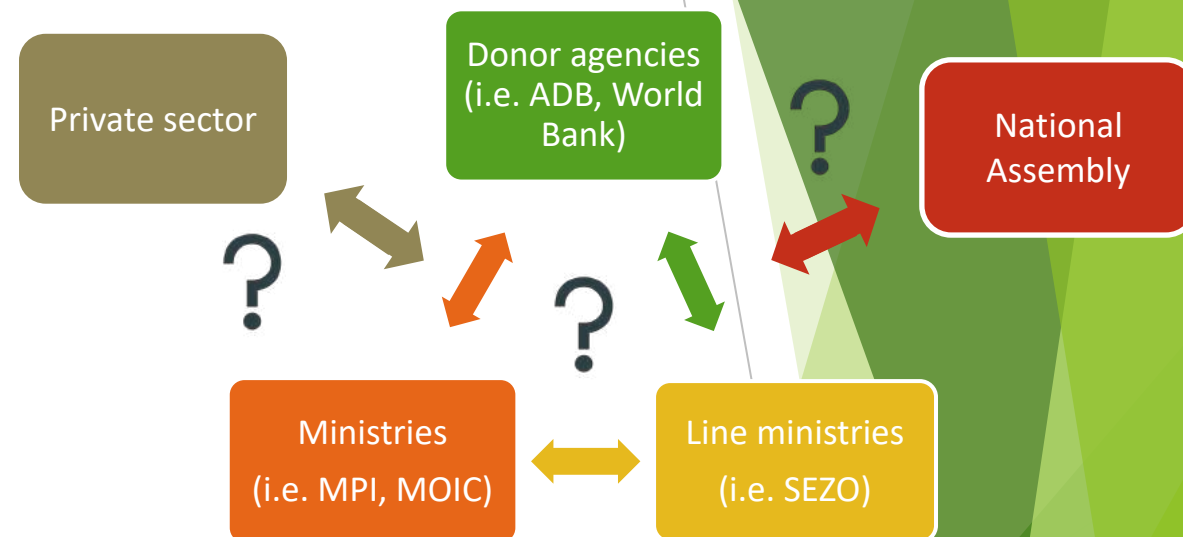 Private sector
Donor agencies
(i.e. ADB, World
Bank)
?
National
Assembly
?
?
Ministries
(i.e. MPI, MOIC)
Line ministries
(i.e. SEZO)